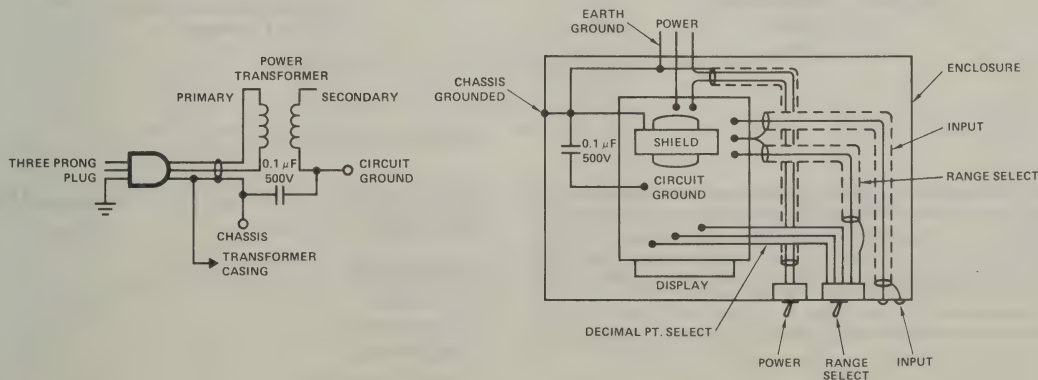 POWER
TRANSFORMER
PRIMARY
SECONDARY
THREE PRONG
PLUG
0.1 μF
500V
CIRCUIT
GROUND
CHASSIS
TRANSFORMER
CASING
EARTH
GROUND
POWER
CHASSIS
GROUNDED
ENCLOSURE
INPUT
0.1 μF
500V
SHIELD
RANGE SELECT
CIRCUIT
GROUND
DISPLAY
DECIMAL PT. SELECT
POWER
RANGE
SELECT
INPUT